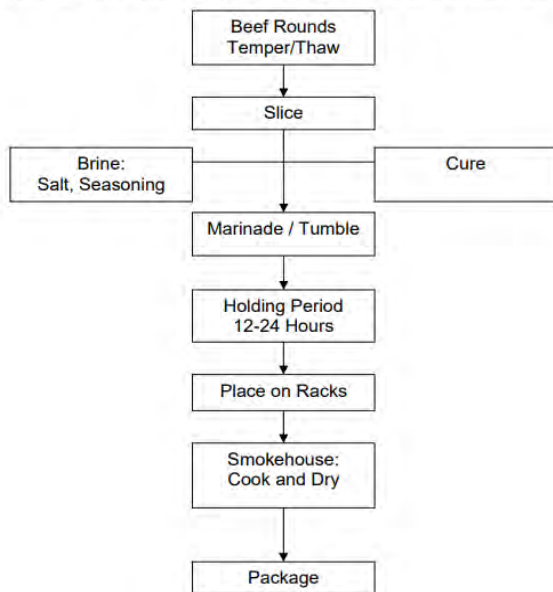 Beef Rounds
Temper/Thaw
Slice
Brine:
Salt, Seasoning
Cure
Marinade / Tumble
Holding Period
12-24 Hours
Place on Racks
Smokehouse:
Cook and Dry
Package